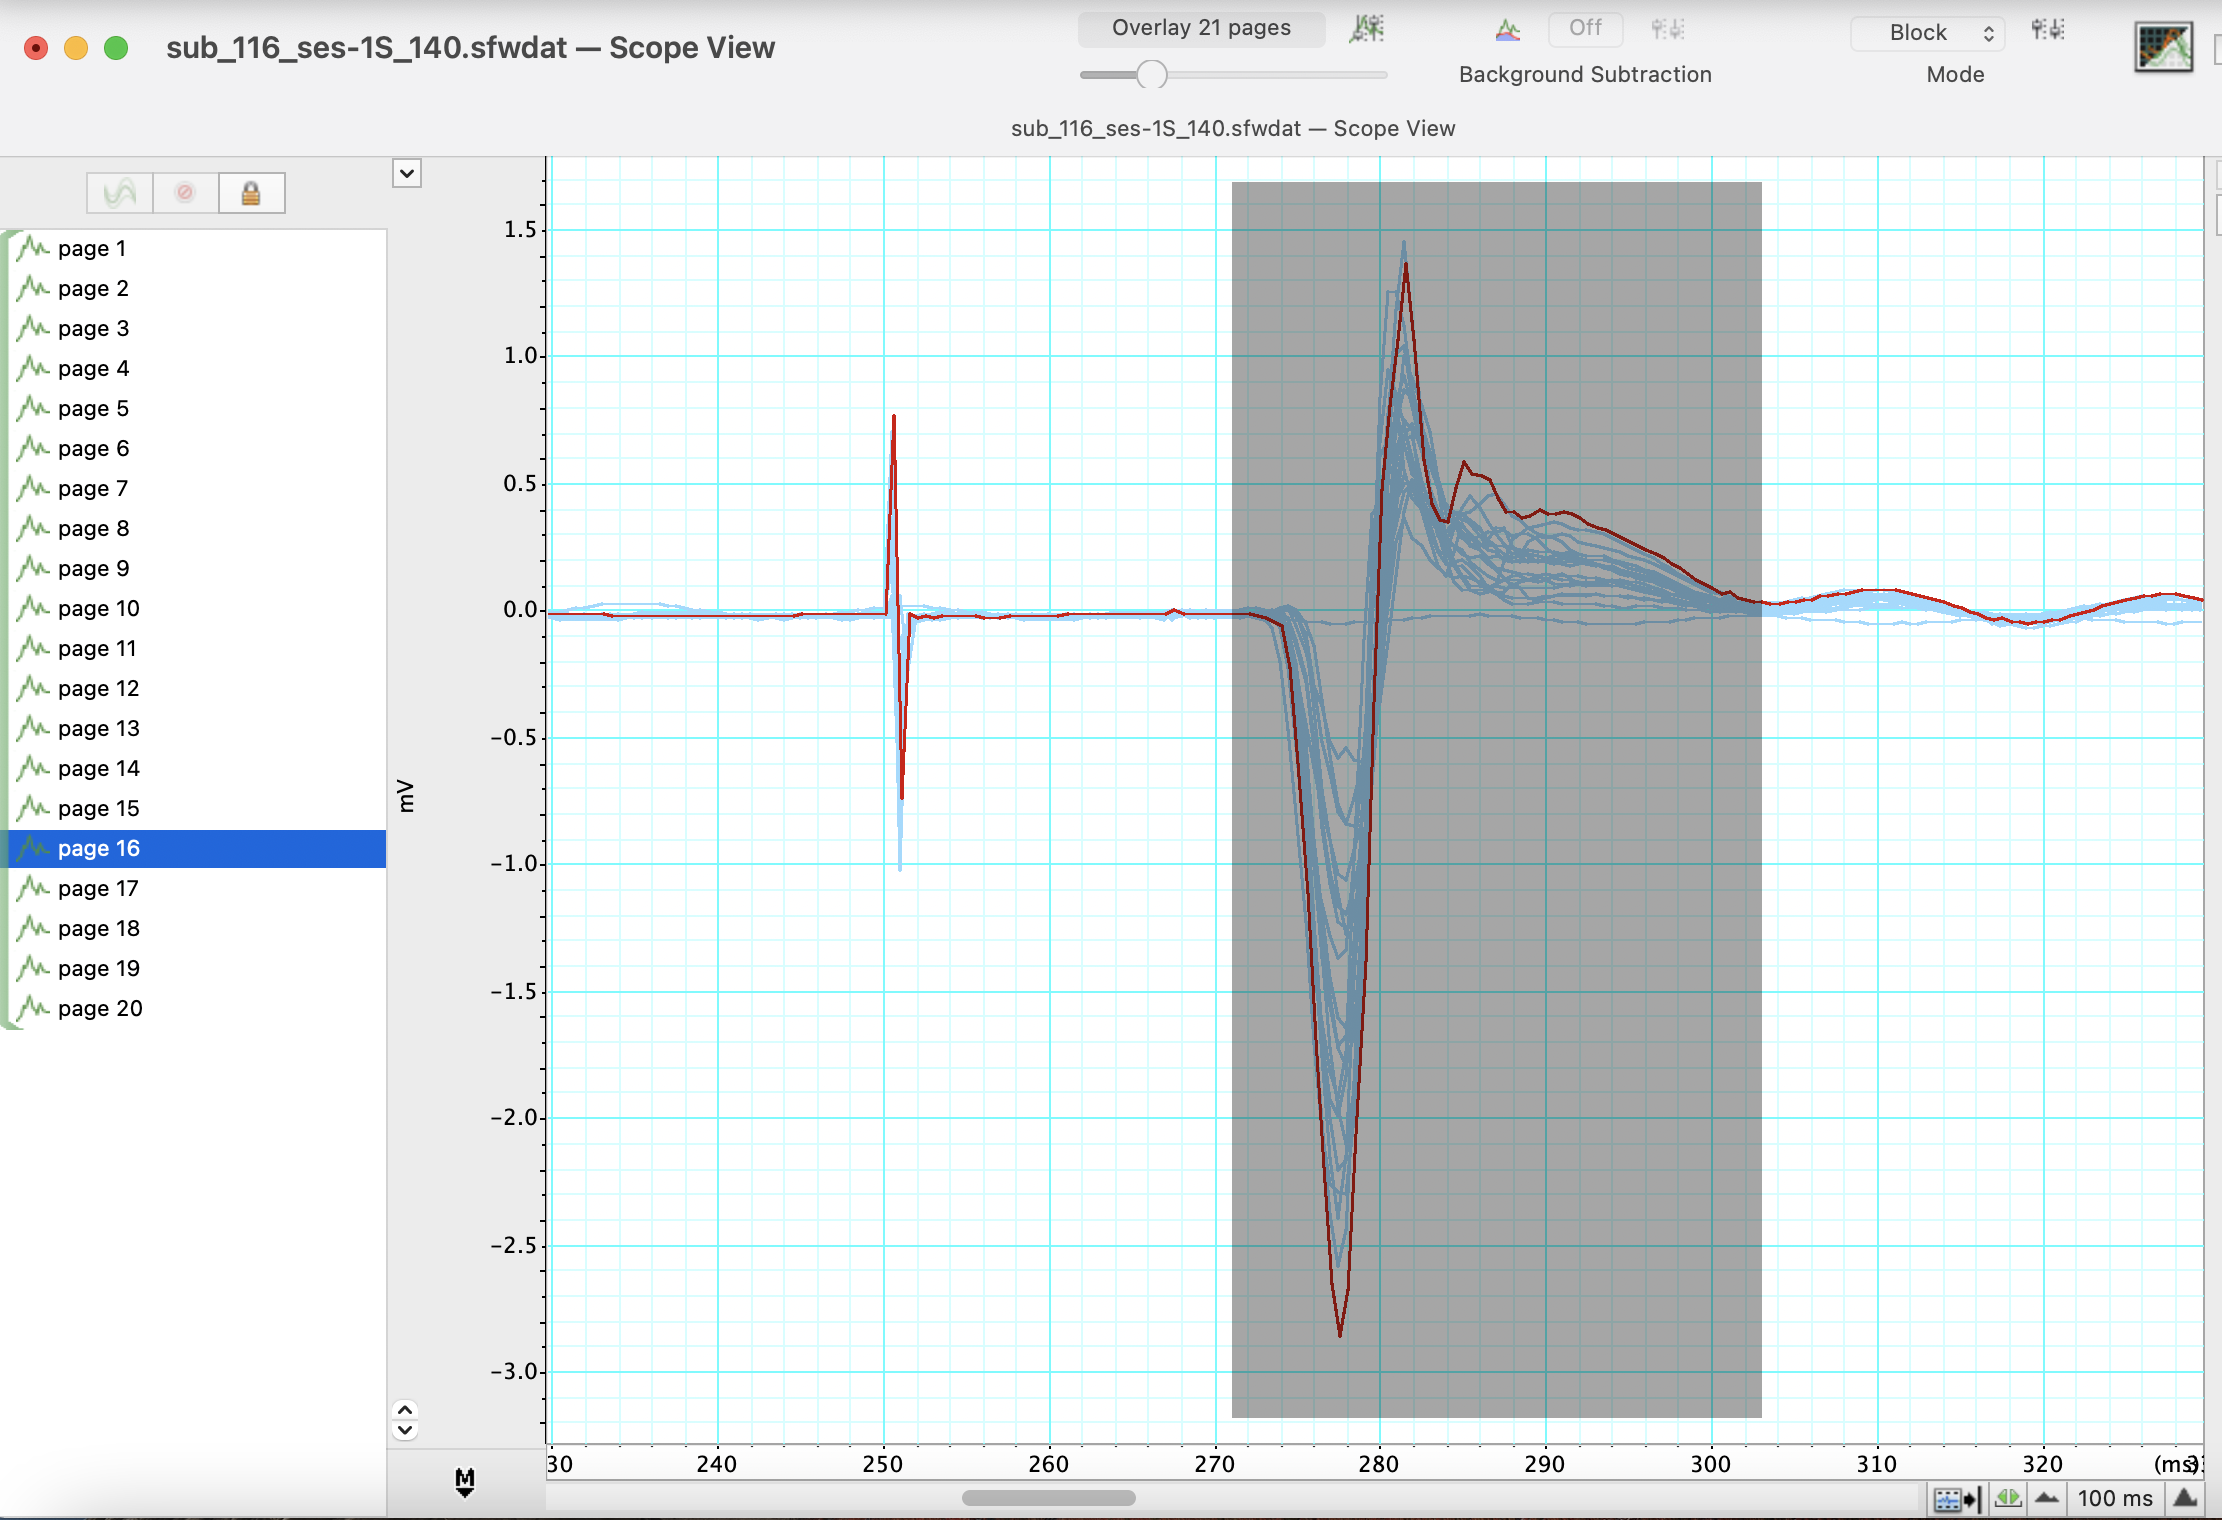 sub_116_ses-1S_140.sfwdat — Scope View
Overlay 21 pages
Off
Block
Background Subtraction
Mode
sub_116_ses-1S_140.sfwdat — Scope View
page 1
page 2
page 3
page 4
page 5
page 6
page 7
page 8
page 9
page 10
page 11
page 12
page 13
page 14
page 15
page 16
page 17
page 18
page 19
page 20
mV
1.5
1.0
0.5
0.0
−0.5
−1.0
−1.5
−2.0
−2.5
−3.0
30 240 250 260 270 280 290 300 310 320 (ms)
M
100 ms